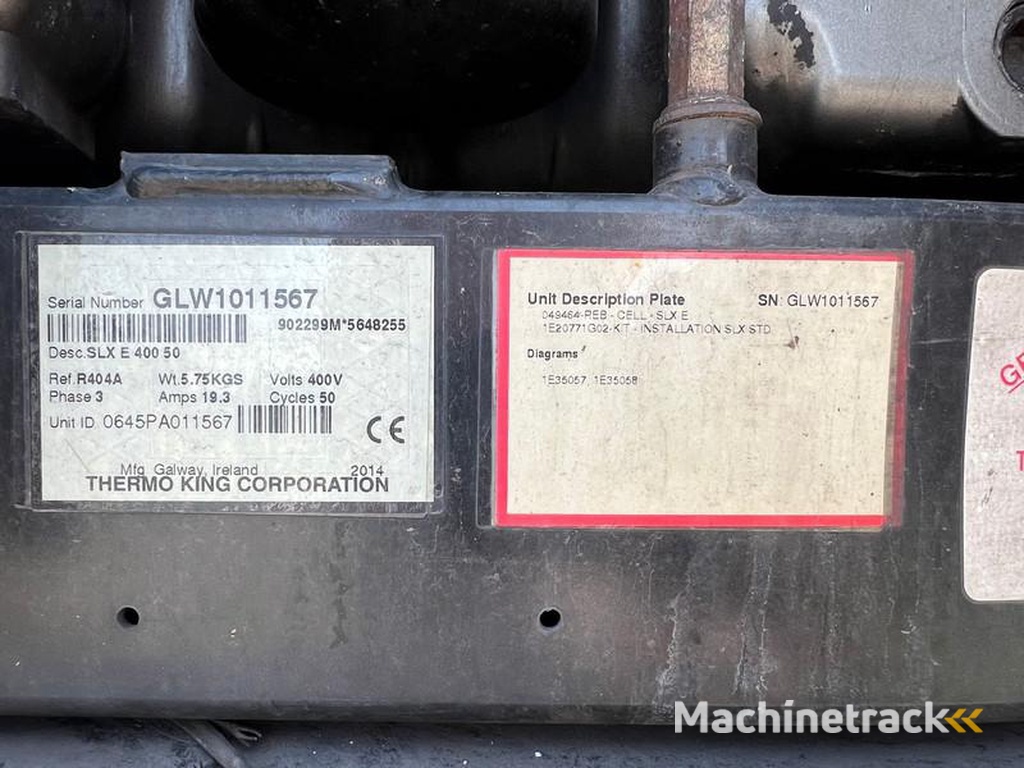 Serial Number GLW1011567
902299M*5648255
Desc. SLX E 400 50
Ref. R404A Wt. 5.75KGS Volts 400V
Phase 3 Amps 19.3 Cycles 50
Unit ID 0645PA011567
CE
Mfg Galway, Ireland 2014
THERMO KING CORPORATION
Unit Description Plate SN: GLW1011567
049464-REB - CELL - SLX E
1E20771G02-KIT - INSTALLATION SLX STD
Diagrams
1E35057, 1E35058
Machinetrack